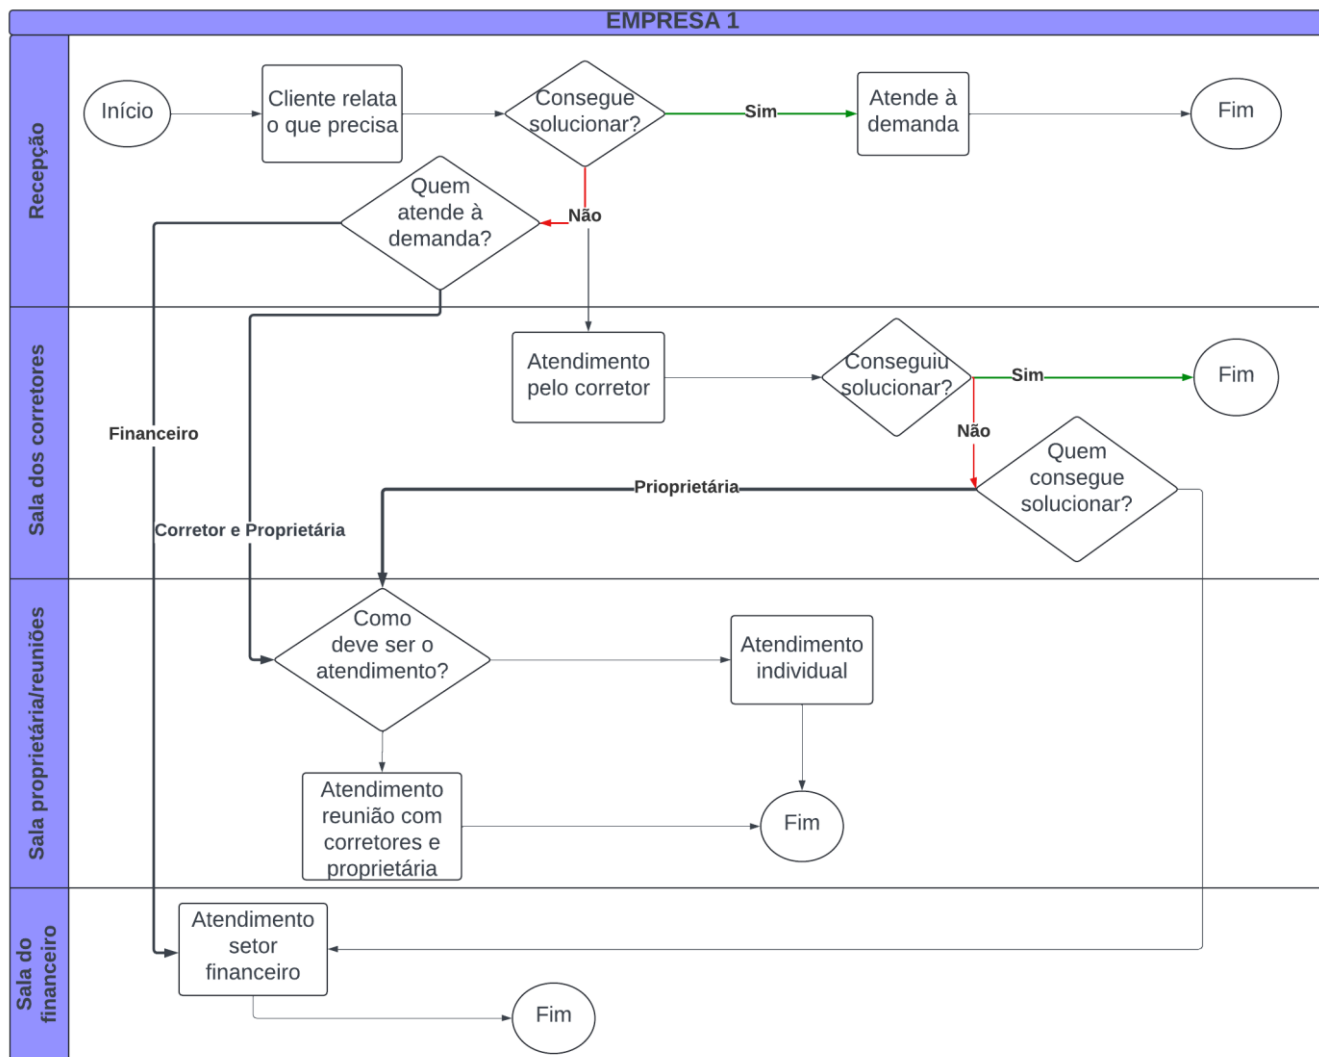 EMPRESA 1
Recepção
Início
Cliente relata
o que precisa
Consegue
solucionar?
Sim
Atende à
demanda
Fim
Não
Quem
atende à
demanda?
Sala dos corretores
Atendimento
pelo corretor
Conseguiu
solucionar?
Sim
Fim
Não
Quem
consegue
solucionar?
Financeiro
Prioprietária
Corretor e Proprietária
Sala proprietária/reuniões
Como
deve ser o
atendimento?
Atendimento
individual
Atendimento
reunião com
corretores e
proprietária
Fim
Sala do
financeiro
Atendimento
setor
financeiro
Fim